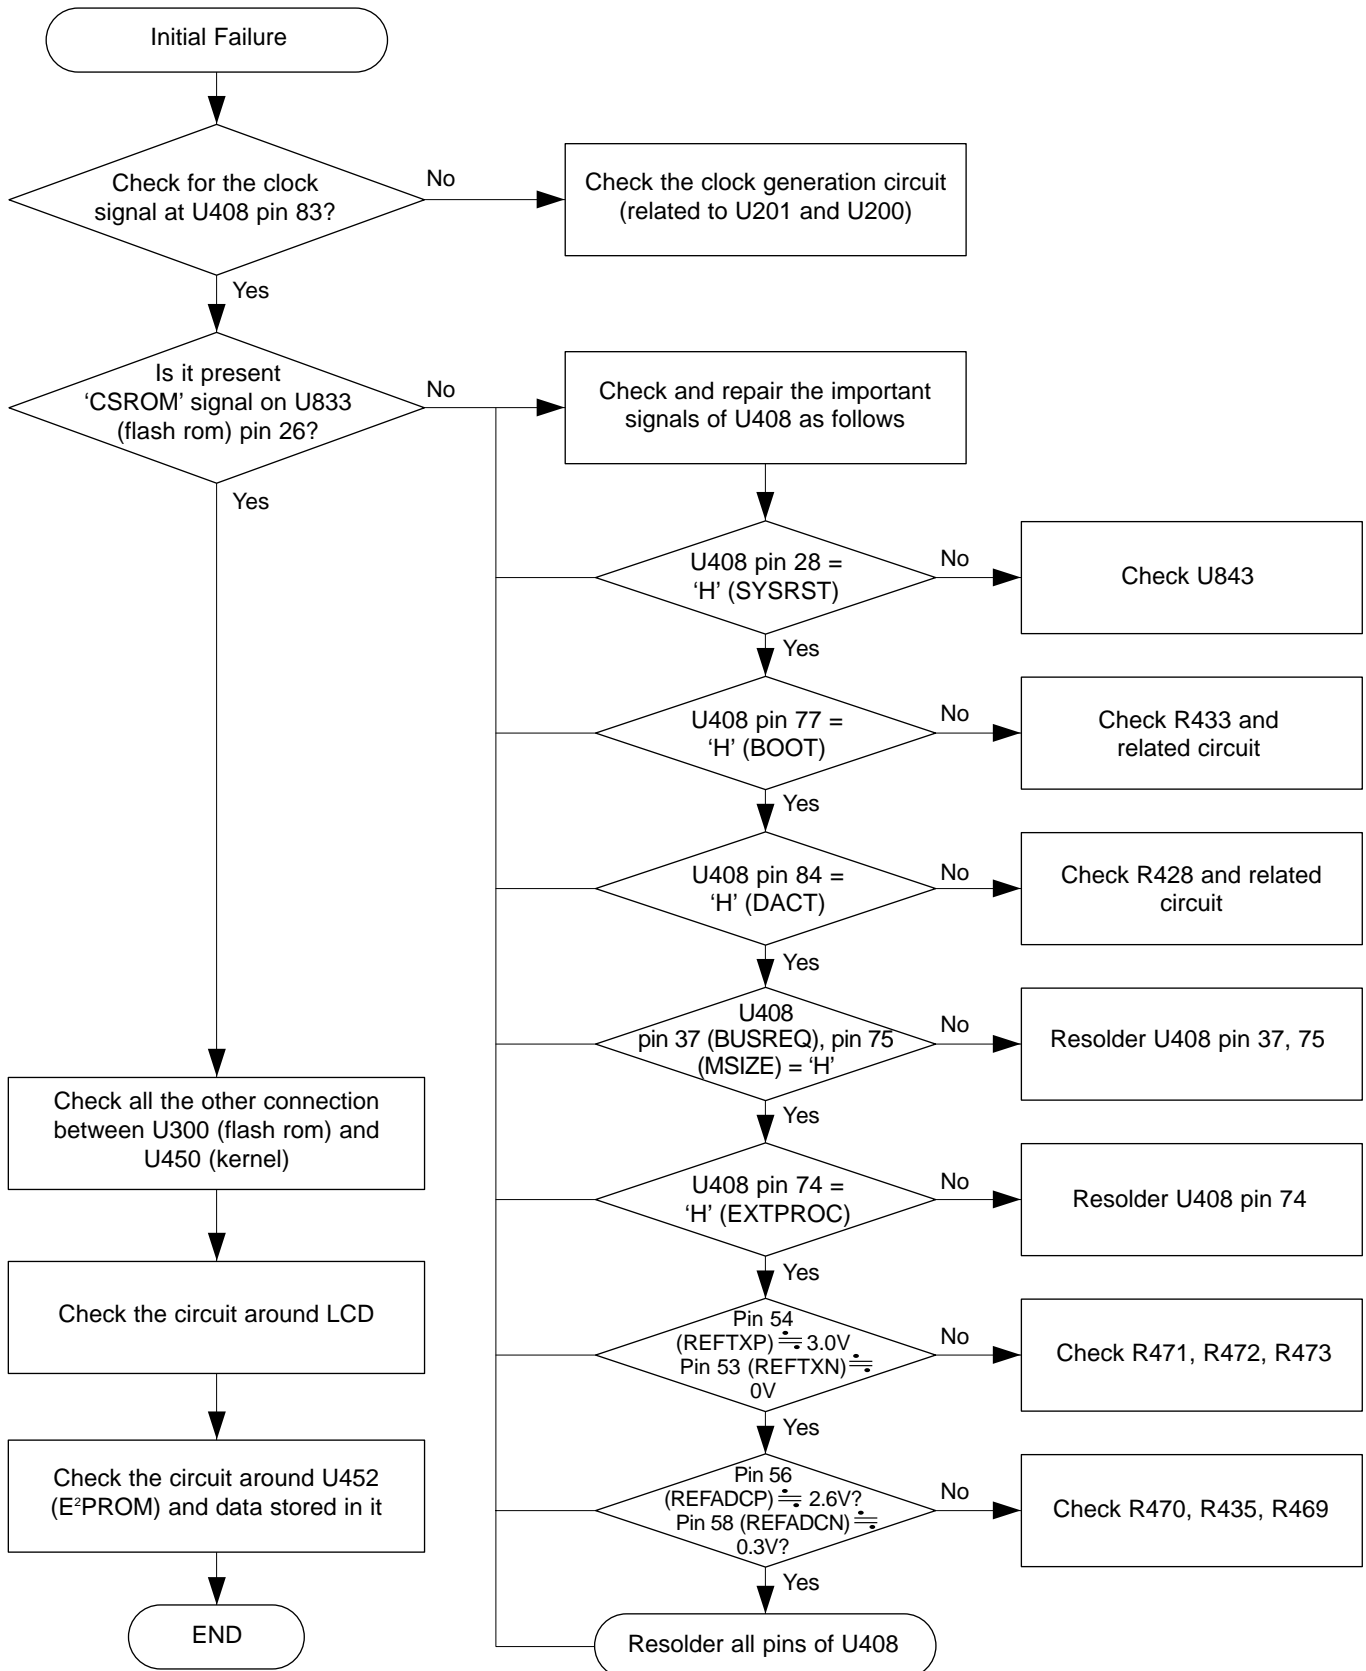 Initial Failure
Check for the clock
signal at U408 pin 83?
No
Check the clock generation circuit
(related to U201 and U200)
Yes
Is it present
‘CSROM’ signal on U833
(flash rom) pin 26?
No
Check and repair the important
signals of U408 as follows
Yes
U408 pin 28 =
‘H’ (SYSRST)
No
Check U843
Yes
U408 pin 77 =
‘H’ (BOOT)
No
Check R433 and
related circuit
Yes
U408 pin 84 =
‘H’ (DACT)
No
Check R428 and related
circuit
Yes
U408
pin 37 (BUSREQ), pin 75
(MSIZE) = ‘H’
No
Resolder U408 pin 37, 75
Yes
Check all the other connection
between U300 (flash rom) and
U450 (kernel)
U408 pin 74 =
‘H’ (EXTPROC)
No
Resolder U408 pin 74
Yes
Check the circuit around LCD
Pin 54
(REFTXP) ≒ 3.0V
Pin 53 (REFTXN) ≒
0V
No
Check R471, R472, R473
Yes
Check the circuit around U452
(E²PROM) and data stored in it
Pin 56
(REFADCP) ≒ 2.6V?
Pin 58 (REFADCN) ≒
0.3V?
No
Check R470, R435, R469
Yes
END
Resolder all pins of U408